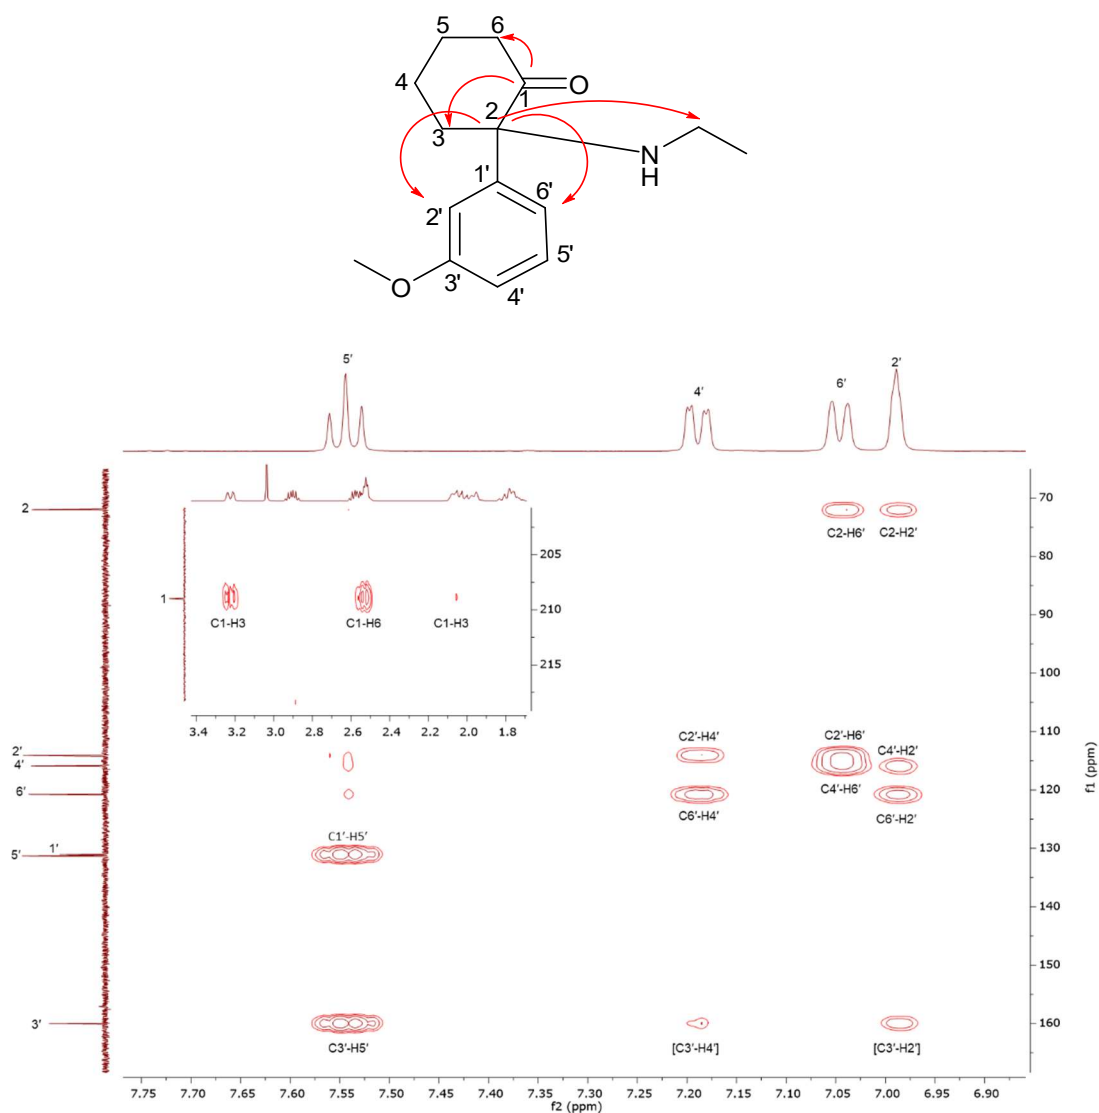 5 6
4 O
2 1
3 N
H
1'
6'
2'
5'
3'
O 4'
5' 4' 6' 2'
2
70
C2-H6' C2-H2'
80
205
90
1
210
C1-H3 C1-H6 C1-H3
215
100
3.4 3.2 3.0 2.8 2.6 2.4 2.2 2.0 1.8
110
C2'-H4' C2'-H6' C4'-H2'
2'
4'
C4'-H6'
120
6'
C6'-H4' C6'-H2'
C1'-H5'
130
5' 1'
140
150
3'
160
C3'-H5' [C3'-H4'] [C3'-H2']
f1 (ppm)
7.75 7.70 7.65 7.60 7.55 7.50 7.45 7.40 7.35 7.30 7.25 7.20 7.15 7.10 7.05 7.00 6.95 6.90
f2 (ppm)